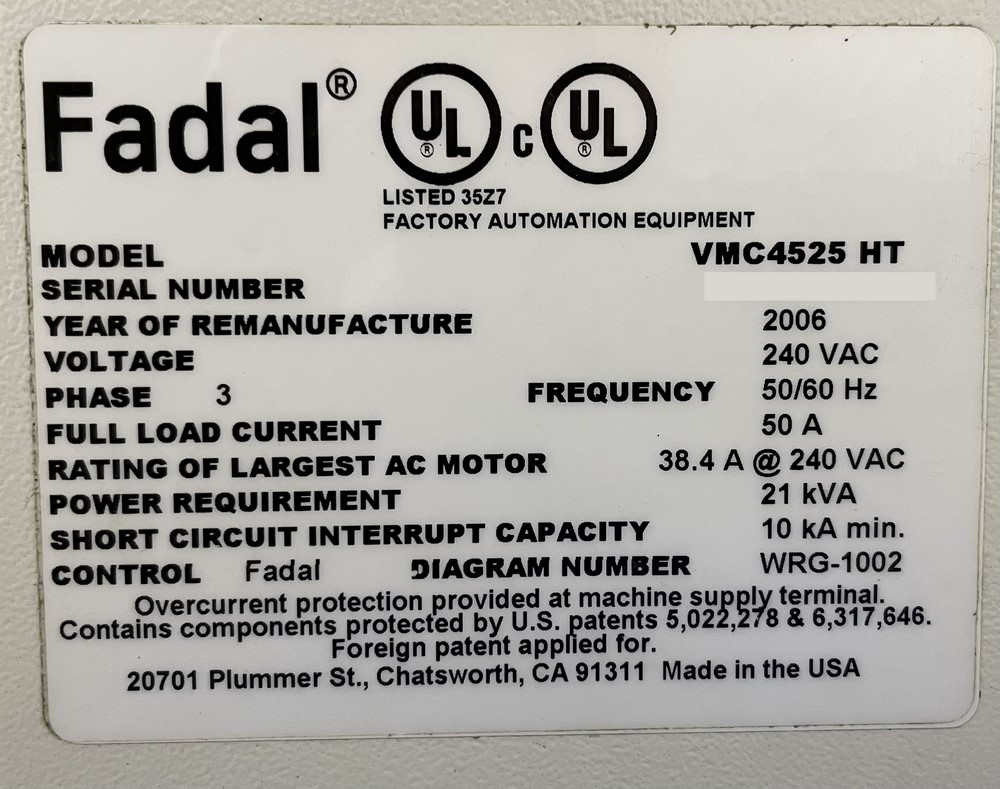 Fadal® UL® c UL®
LISTED 35Z7
FACTORY AUTOMATION EQUIPMENT
MODEL VMC4525 HT
SERIAL NUMBER
YEAR OF REMANUFACTURE 2006
VOLTAGE 240 VAC
PHASE 3 FREQUENCY 50/60 Hz
FULL LOAD CURRENT 50 A
RATING OF LARGEST AC MOTOR 38.4 A @ 240 VAC
POWER REQUIREMENT 21 kVA
SHORT CIRCUIT INTERRUPT CAPACITY 10 kA min.
CONTROL Fadal DIAGRAM NUMBER WRG-1002
Overcurrent protection provided at machine supply terminal.
Contains components protected by U.S. patents 5,022,278 & 6,317,646.
Foreign patent applied for.
20701 Plummer St., Chatsworth, CA 91311 Made in the USA